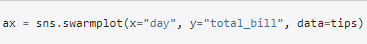 ax = sns.swarmplot(x="day", y="total_bill", data=tips)